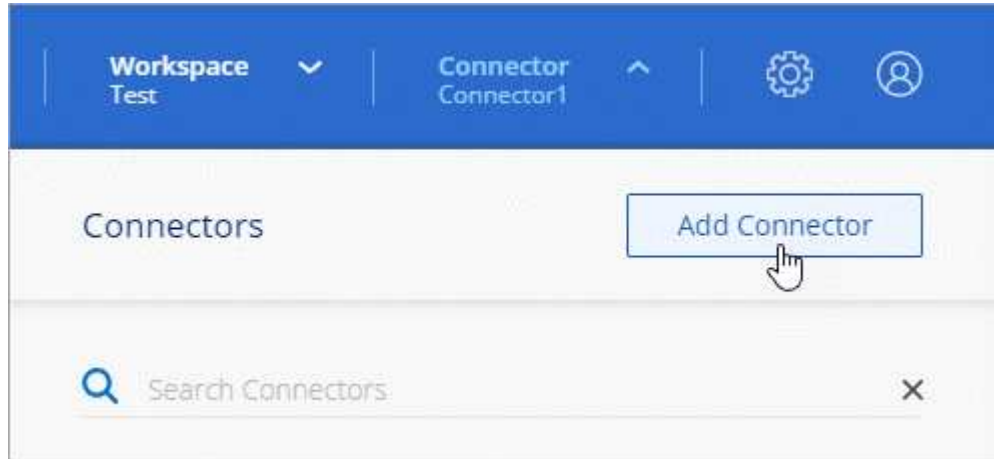 Workspace
Test
Connector
Connector1
Connectors
Add Connector
Search Connectors